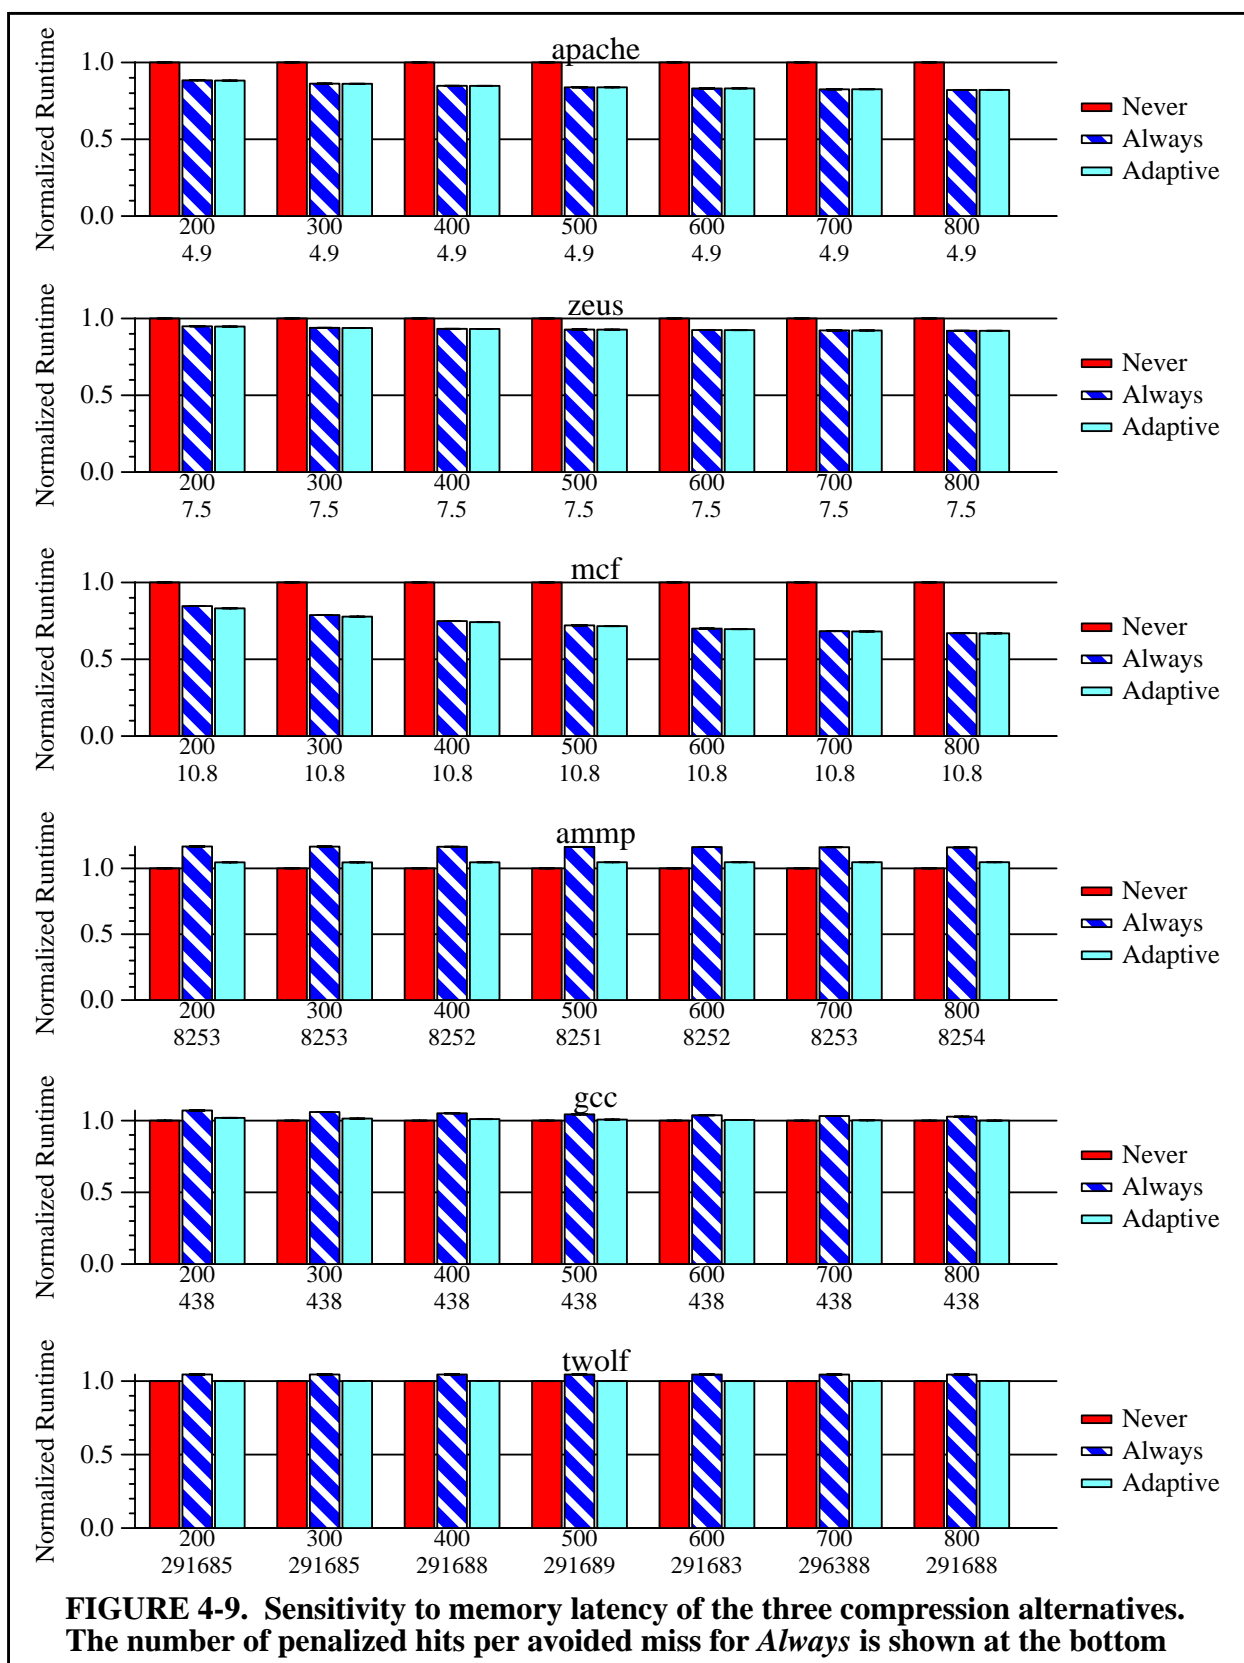 apache
Normalized Runtime
1.0
0.5
0.0
200 300 400 500 600 700 800
4.9 4.9 4.9 4.9 4.9 4.9 4.9
Never
Always
Adaptive
zeus
Normalized Runtime
1.0
0.5
0.0
200 300 400 500 600 700 800
7.5 7.5 7.5 7.5 7.5 7.5 7.5
Never
Always
Adaptive
mcf
Normalized Runtime
1.0
0.5
0.0
200 300 400 500 600 700 800
10.8 10.8 10.8 10.8 10.8 10.8 10.8
Never
Always
Adaptive
ammp
Normalized Runtime
1.0
0.5
0.0
200 300 400 500 600 700 800
8253 8253 8252 8251 8252 8253 8254
Never
Always
Adaptive
gcc
Normalized Runtime
1.0
0.5
0.0
200 300 400 500 600 700 800
438 438 438 438 438 438 438
Never
Always
Adaptive
twolf
Normalized Runtime
1.0
0.5
0.0
200 300 400 500 600 700 800
291685 291685 291688 291689 291683 296388 291688
Never
Always
Adaptive
FIGURE 4-9. Sensitivity to memory latency of the three compression alternatives.
The number of penalized hits per avoided miss for Always is shown at the bottom